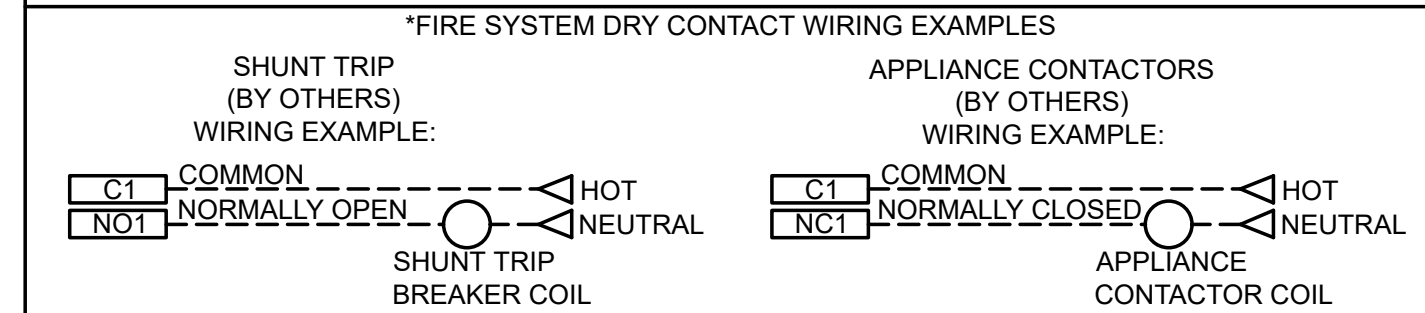 *FIRE SYSTEM DRY CONTACT WIRING EXAMPLES
SHUNT TRIP
(BY OTHERS)
WIRING EXAMPLE:
C1 COMMON HOT
NO1 NORMALLY OPEN NEUTRAL
SHUNT TRIP
BREAKER COIL
APPLIANCE CONTACTORS
(BY OTHERS)
WIRING EXAMPLE:
C1 COMMON HOT
NC1 NORMALLY CLOSED NEUTRAL
APPLIANCE
CONTACTOR COIL